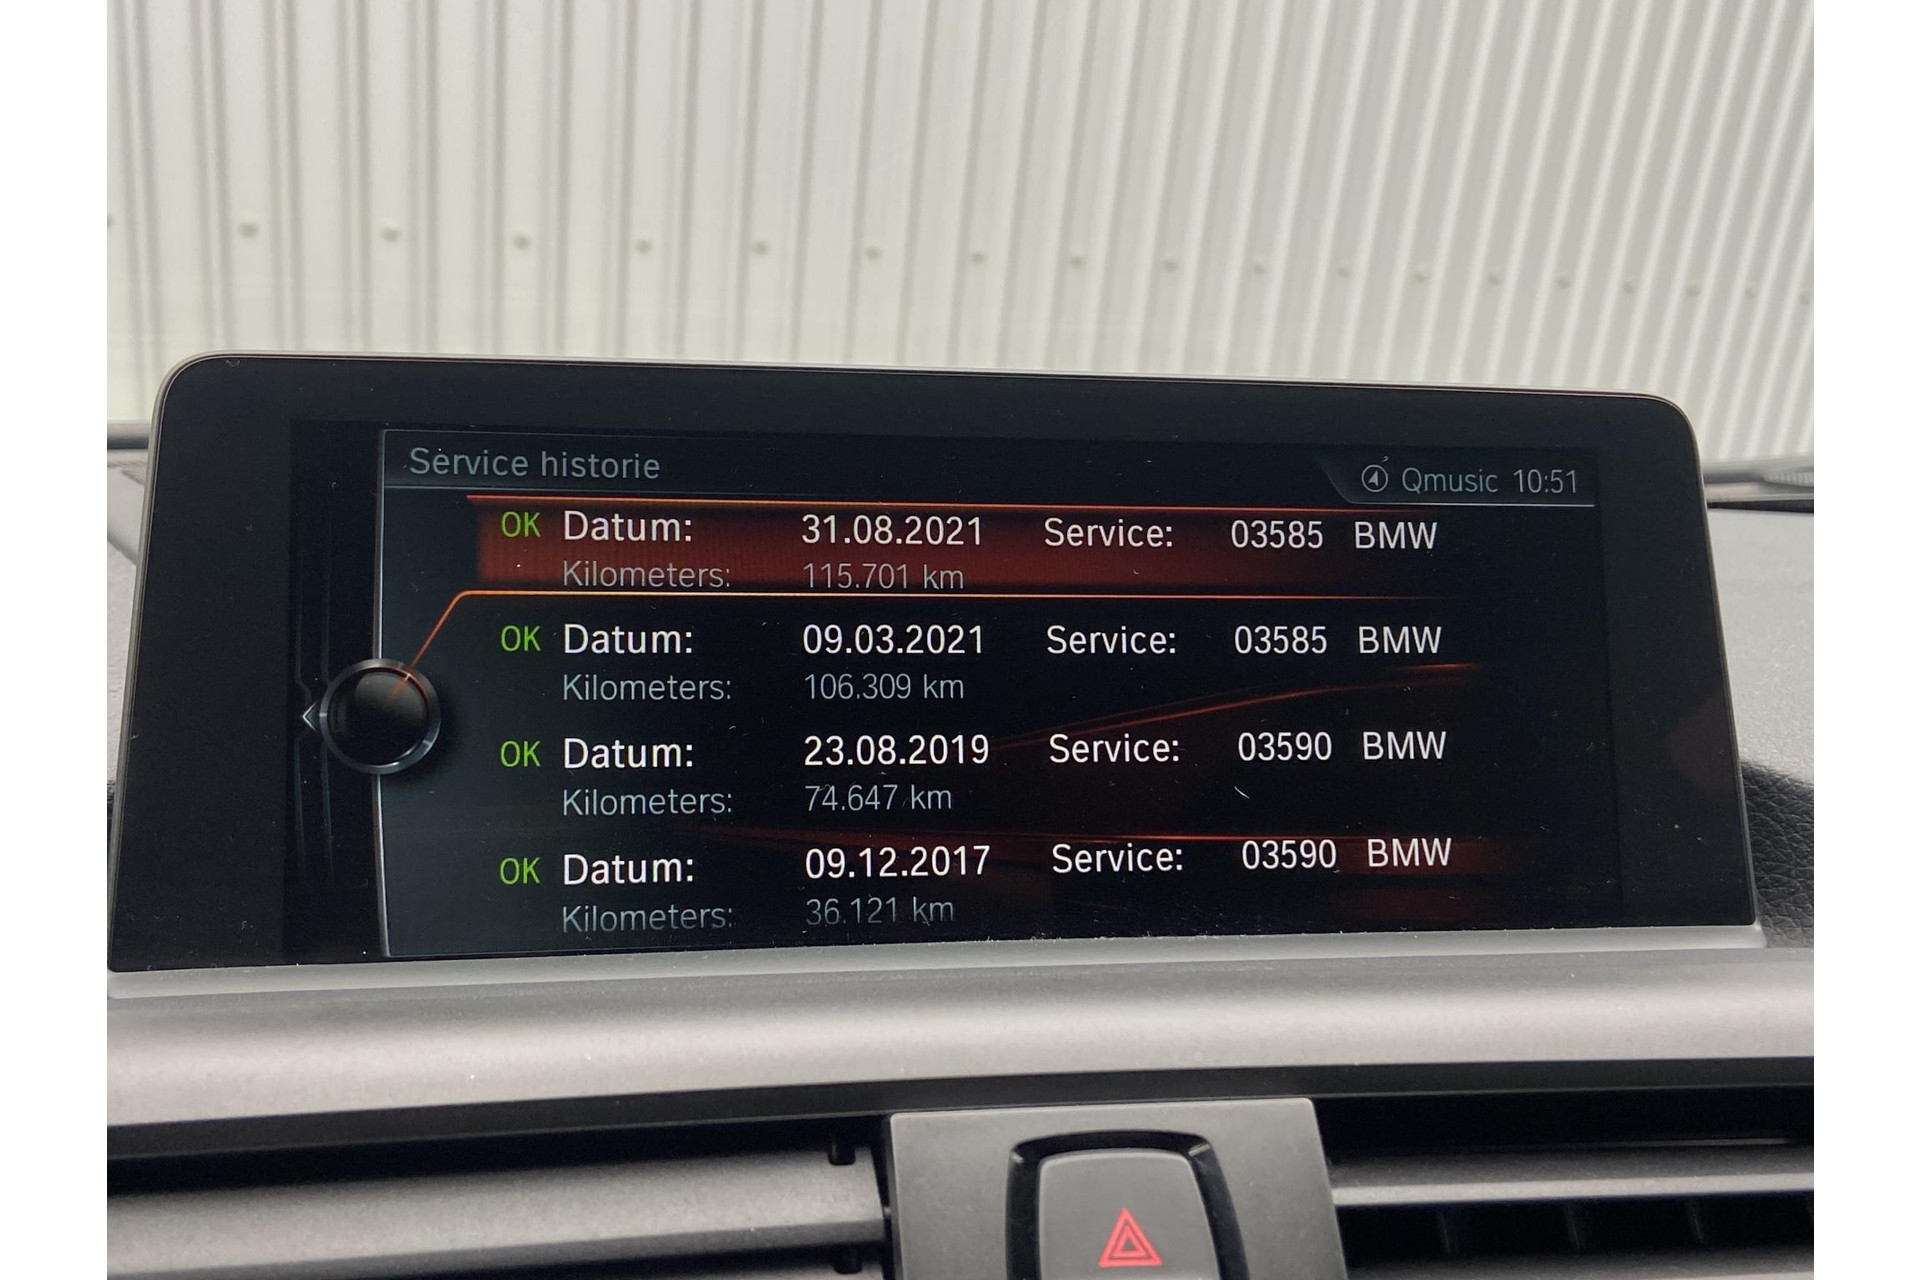 Service historie
Qmusic 10:51
OK Datum: 31.08.2021 Service: 03585 BMW
Kilometers: 115.701 km
OK Datum: 09.03.2021 Service: 03585 BMW
Kilometers: 106.309 km
OK Datum: 23.08.2019 Service: 03590 BMW
Kilometers: 74.647 km
OK Datum: 09.12.2017 Service: 03590 BMW
Kilometers: 36.121 km